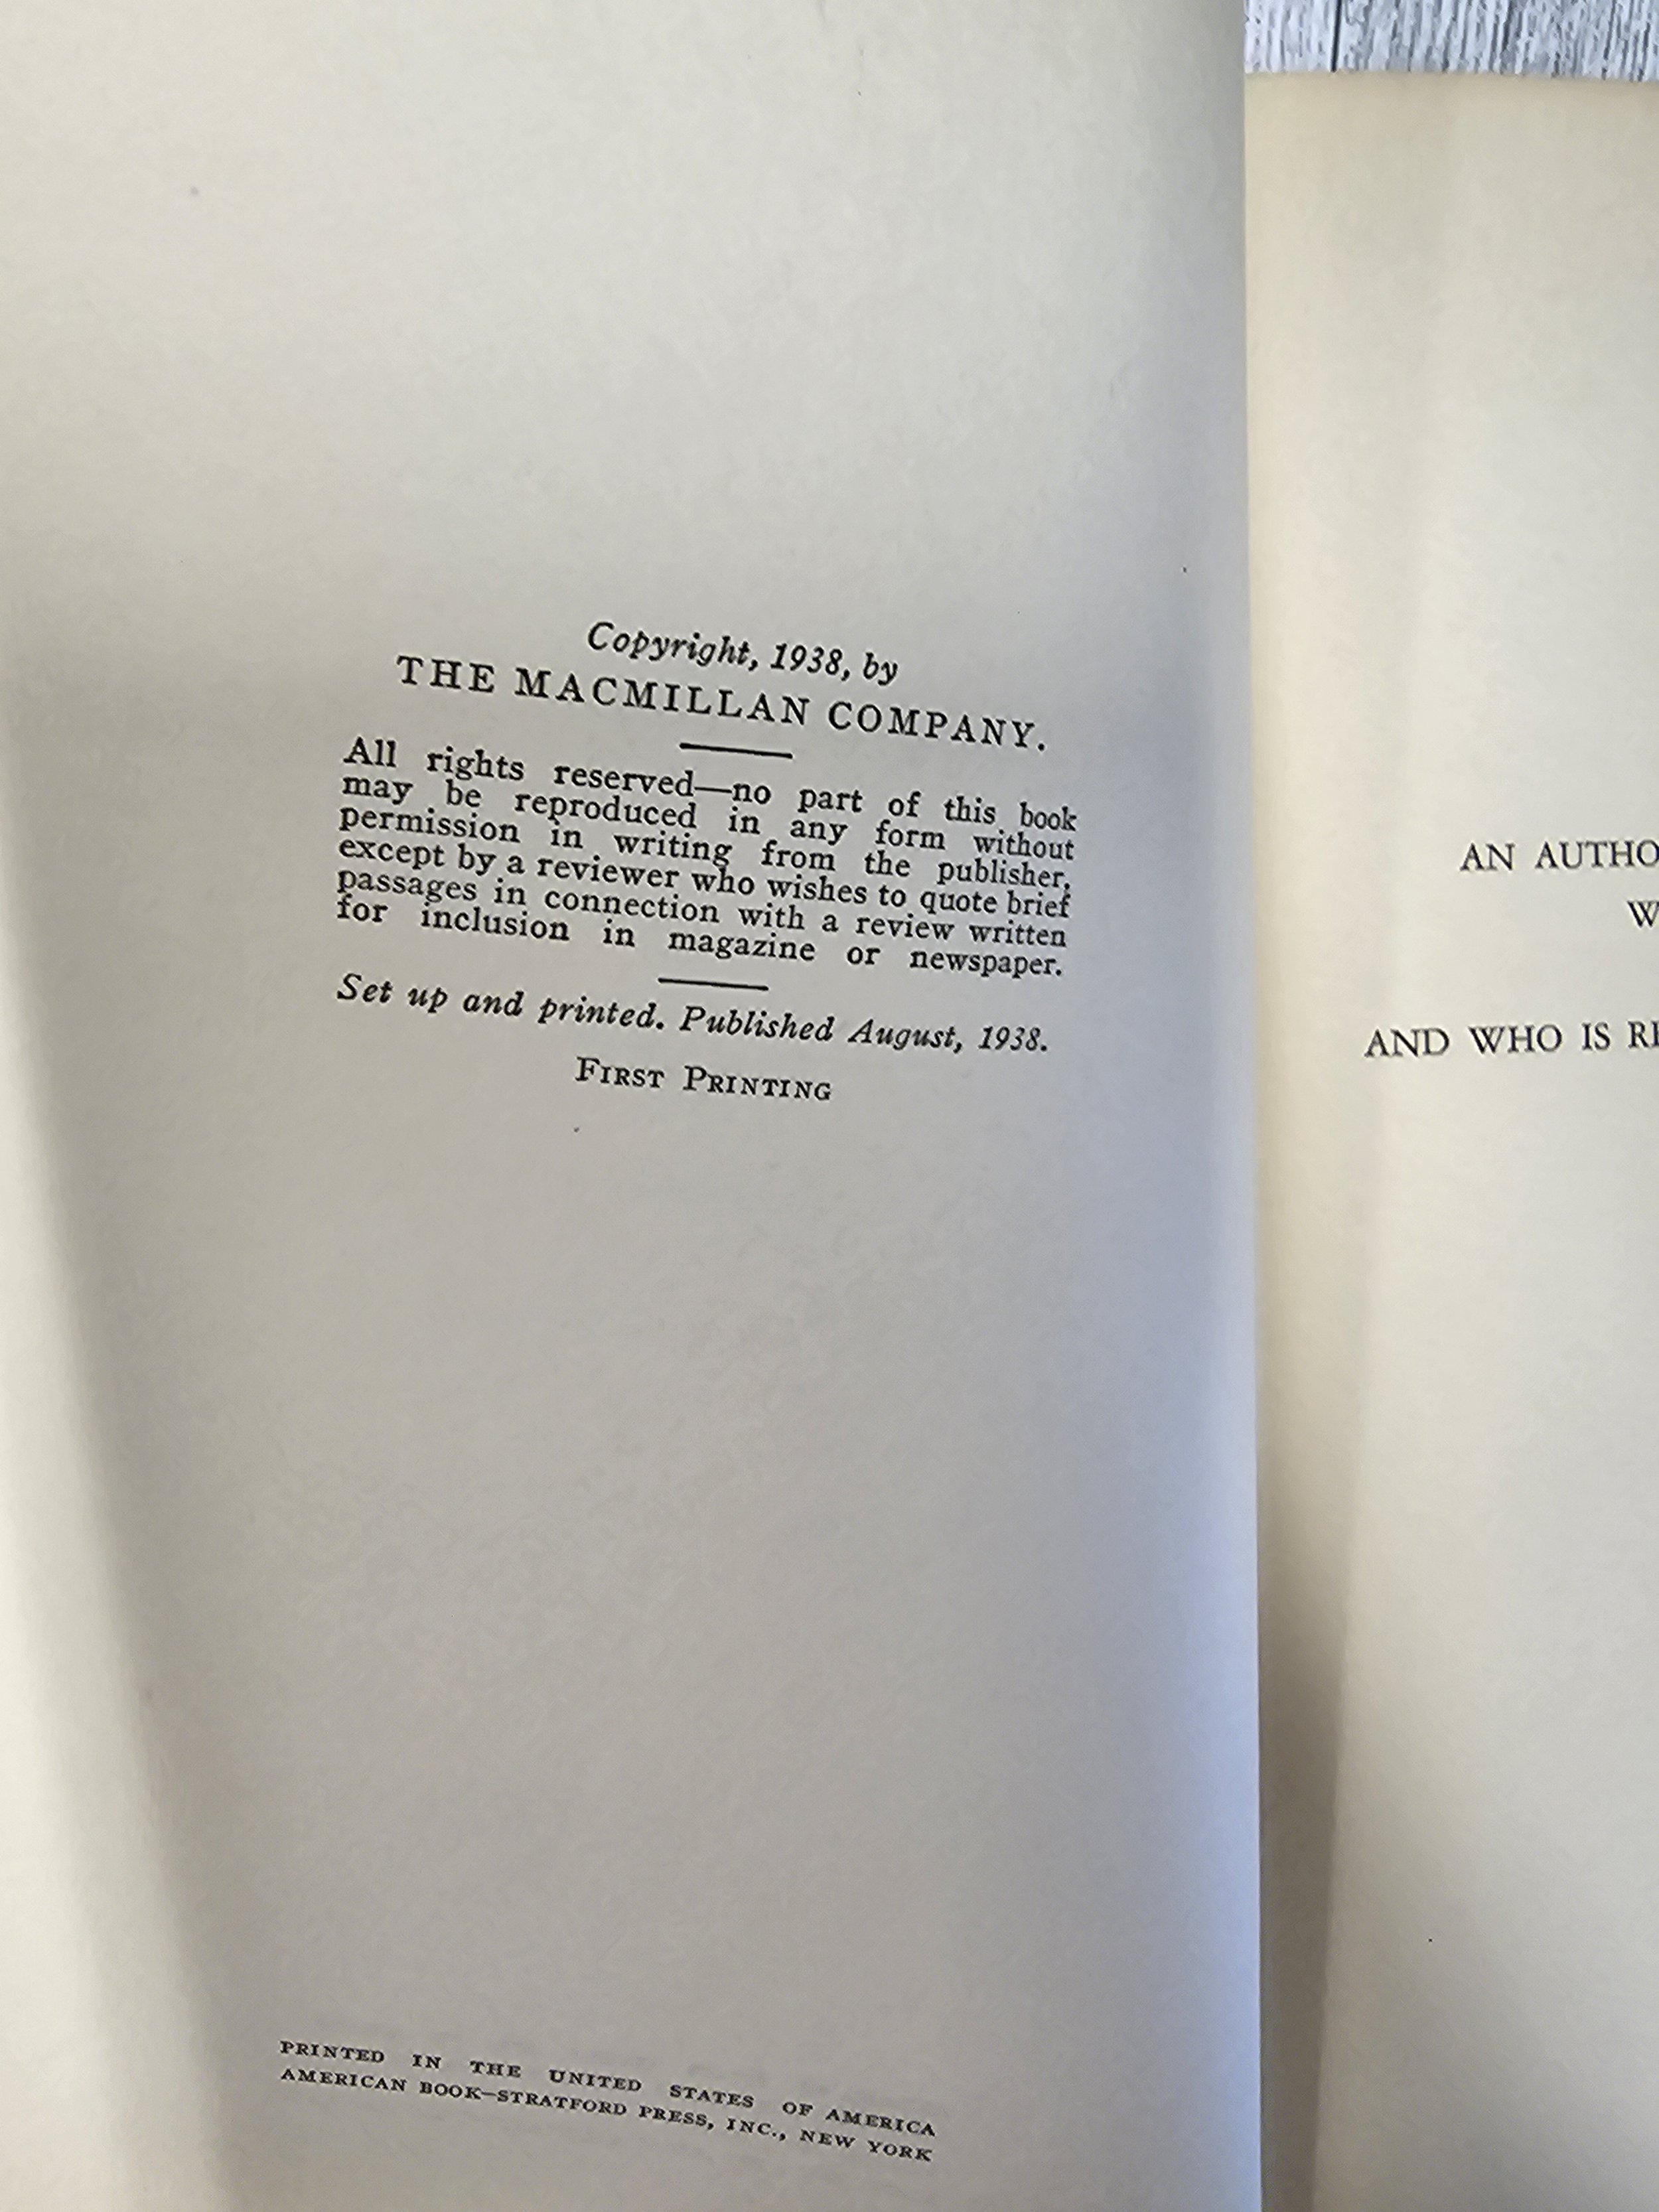 Copyright, 1938, by
THE MACMILLAN COMPANY.
All rights reserved—no part of this book
may be reproduced in any form without
permission in writing from the publisher,
except by a reviewer who wishes to quote brief
passages in connection with a review written
for inclusion in magazine or newspaper.
Set up and printed. Published August, 1938.
FIRST PRINTING
PRINTED IN THE UNITED STATES OF AMERICA
AMERICAN BOOK—STRATFORD PRESS, INC., NEW YORK
AN
AND WHO IS